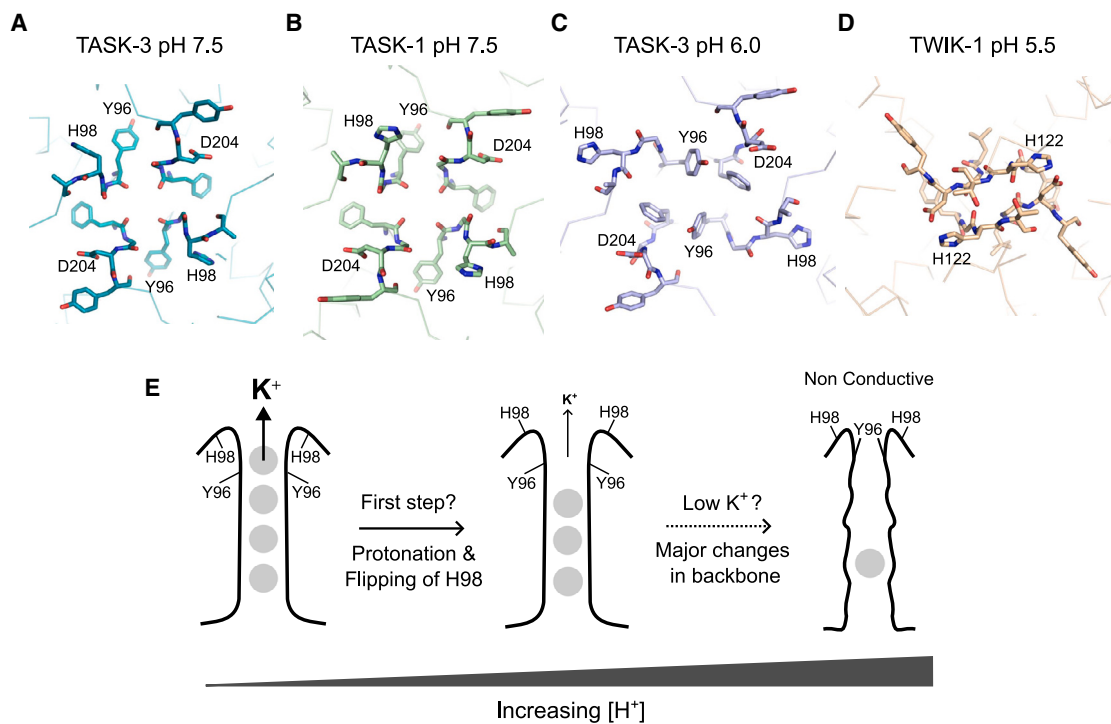 A
TASK-3 pH 7.5
Y96
H98
D204
D204
Y96
H98
B
TASK-1 pH 7.5
Y96
H98
D204
D204
H98
Y96
C
TASK-3 pH 6.0
H98
Y96
D204
D204
Y96
H98
D
TWIK-1 pH 5.5
H122
H122
E
K+
H98
H98
Y96
Y96
First step?
Protonation &
Flipping of H98
K+
H98
H98
Y96
Y96
Low K+?
Major changes
in backbone
Non Conductive
H98
Y96
H98
Increasing [H+]